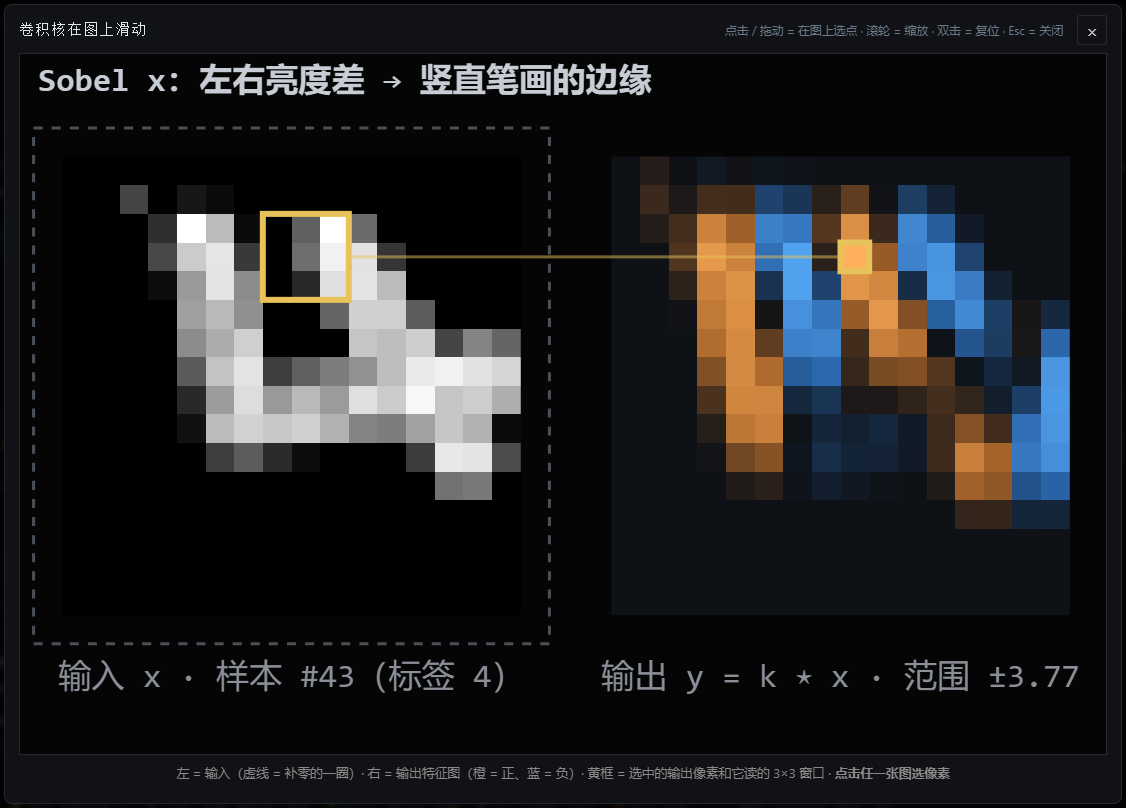 卷积核在图上滑动
点击 / 拖动 = 在图上选点 · 滚轮 = 缩放 · 双击 = 复位 · Esc = 关闭
×
Sobel x: 左右亮度差 → 竖直笔画的边缘
输入 x · 样本 #43 (标签 4)
输出 y = k ⋆ x · 范围 ±3.77
左 = 输入（虚线 = 补零的一圈）· 右 = 输出特征图（橙 = 正、蓝 = 负）· 黄框 = 选中的输出像素和它读的 3×3 窗口 · 点击任一张图选像素